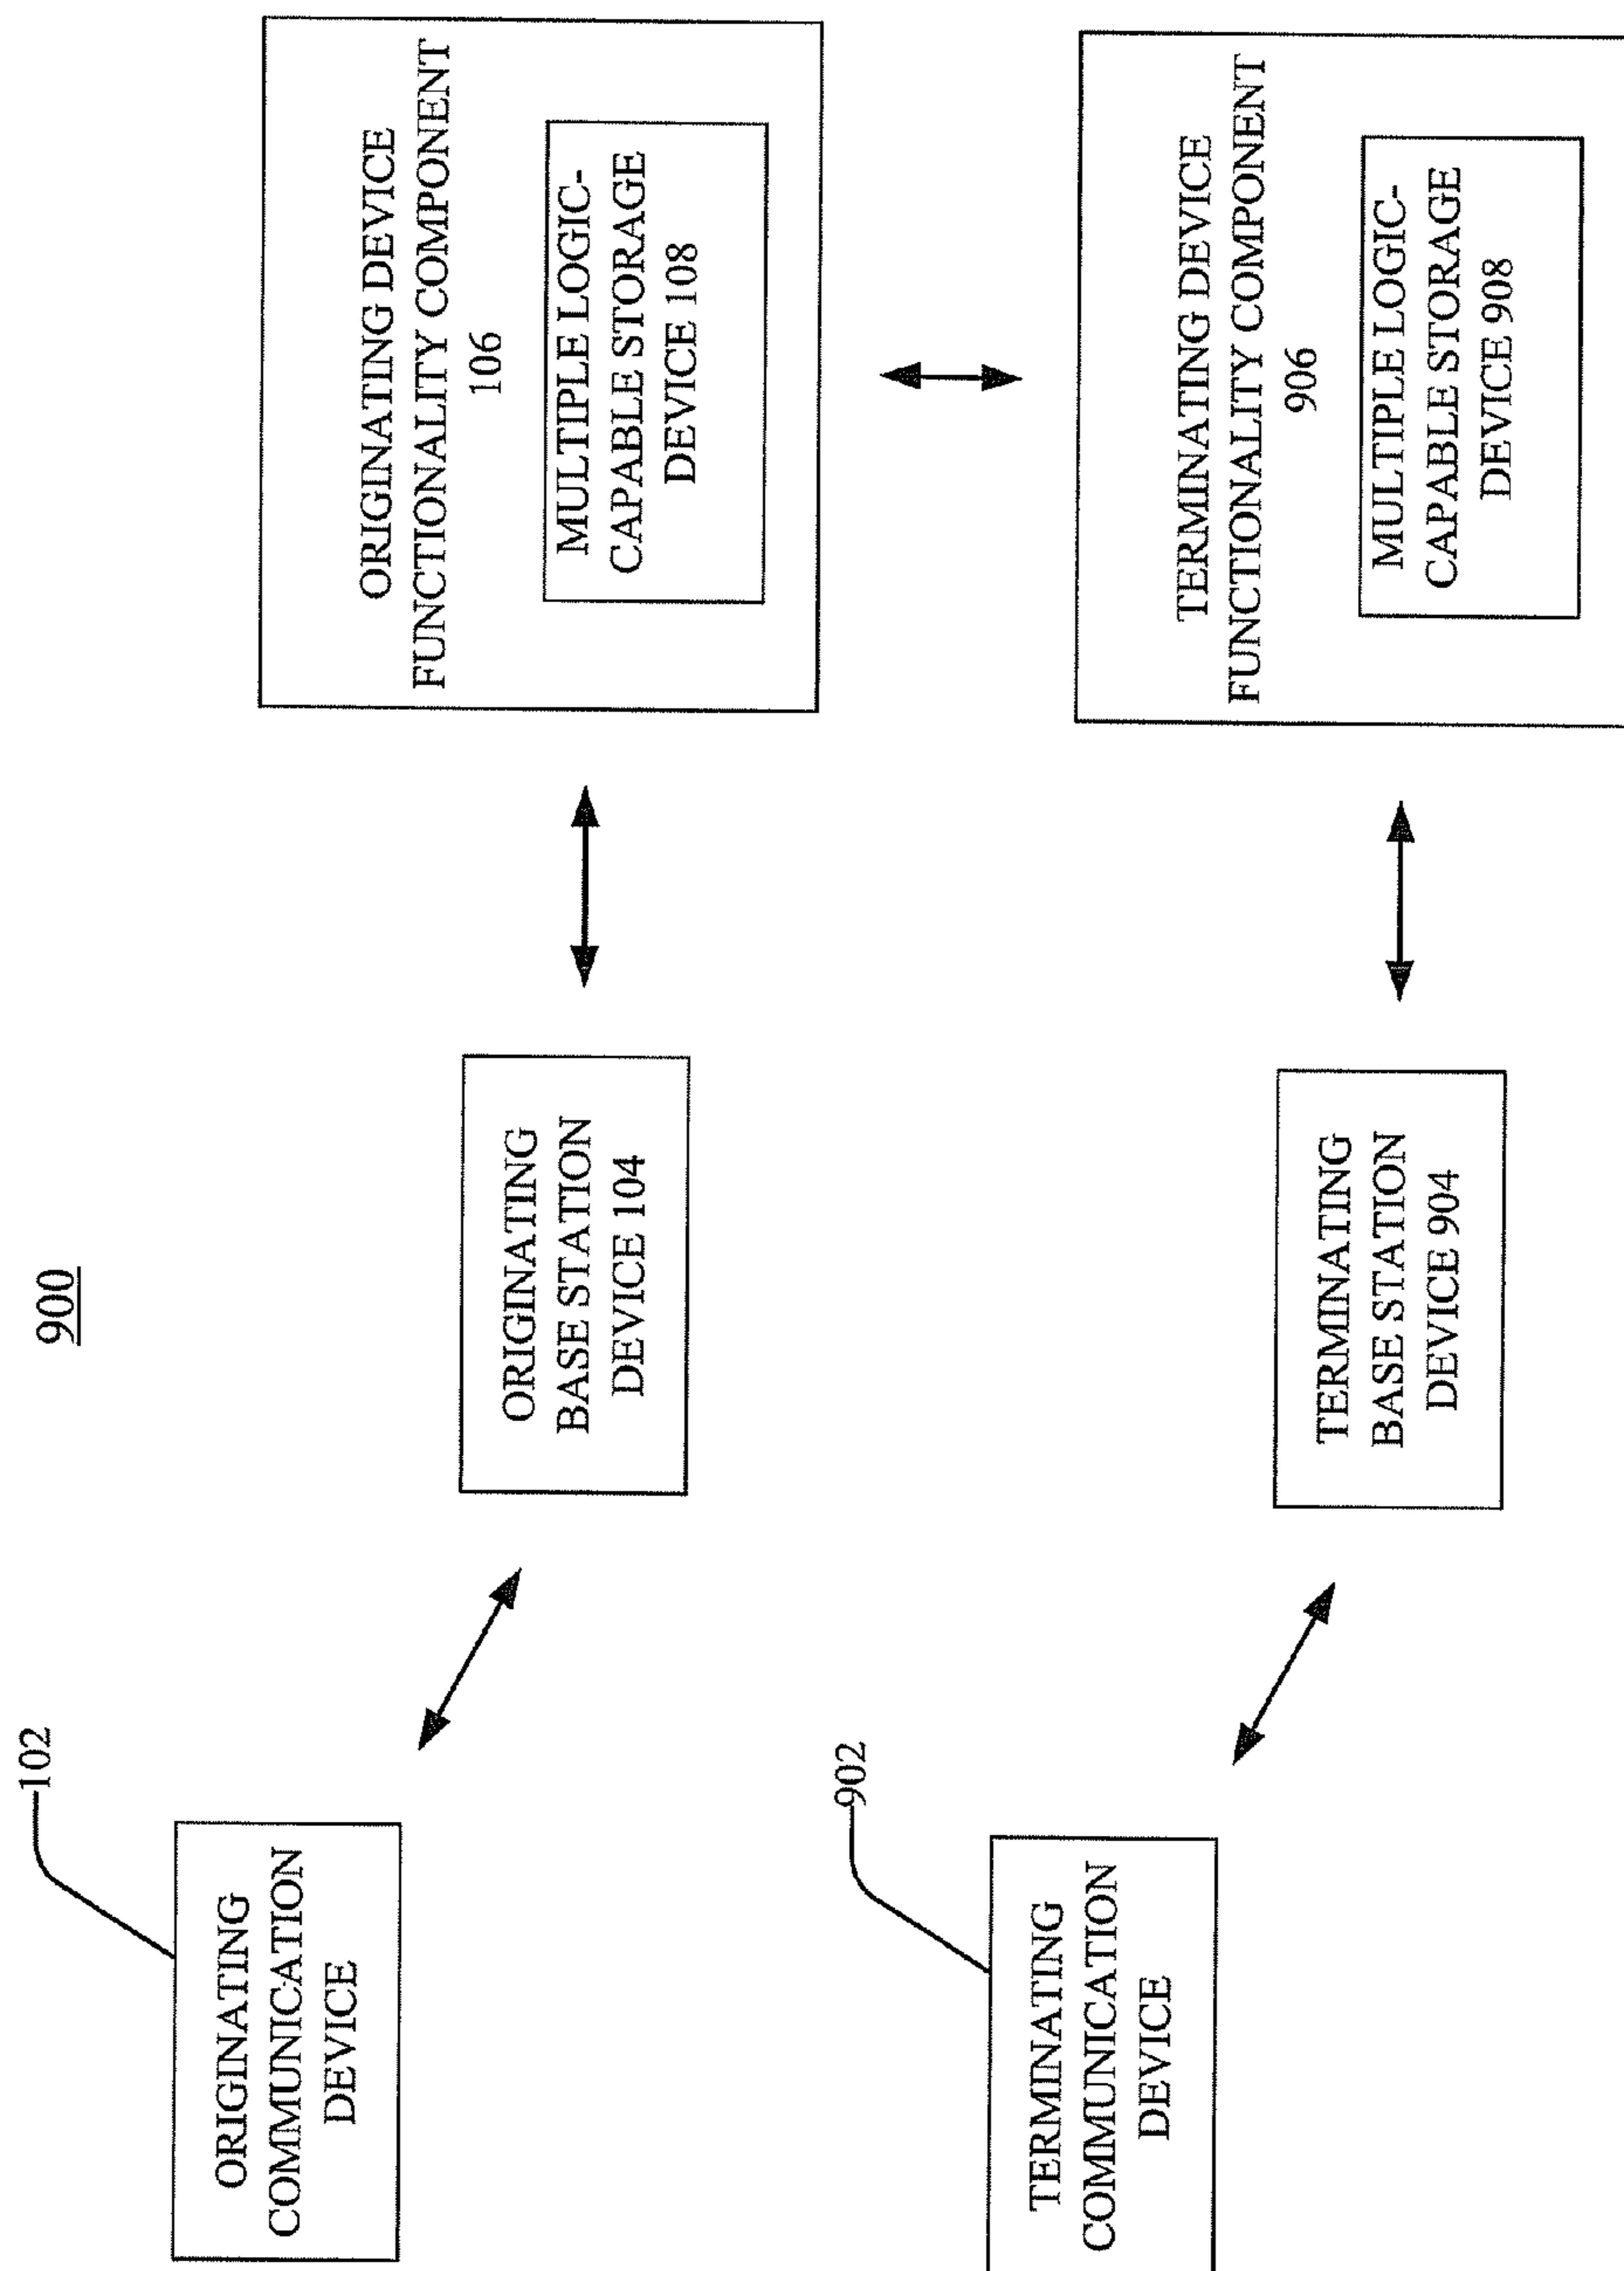 900
102
ORIGINATING
COMMUNICATION
DEVICE
ORIGINATING
BASE STATION
DEVICE 104
ORIGINATING DEVICE
FUNCTIONALITY COMPONENT
106
MULTIPLE LOGIC-
CAPABLE STORAGE
DEVICE 108
902
TERMINATING
COMMUNICATION
DEVICE
TERMINATING
BASE STATION
DEVICE 904
TERMINATING DEVICE
FUNCTIONALITY COMPONENT
906
MULTIPLE LOGIC-
CAPABLE STORAGE
DEVICE 908